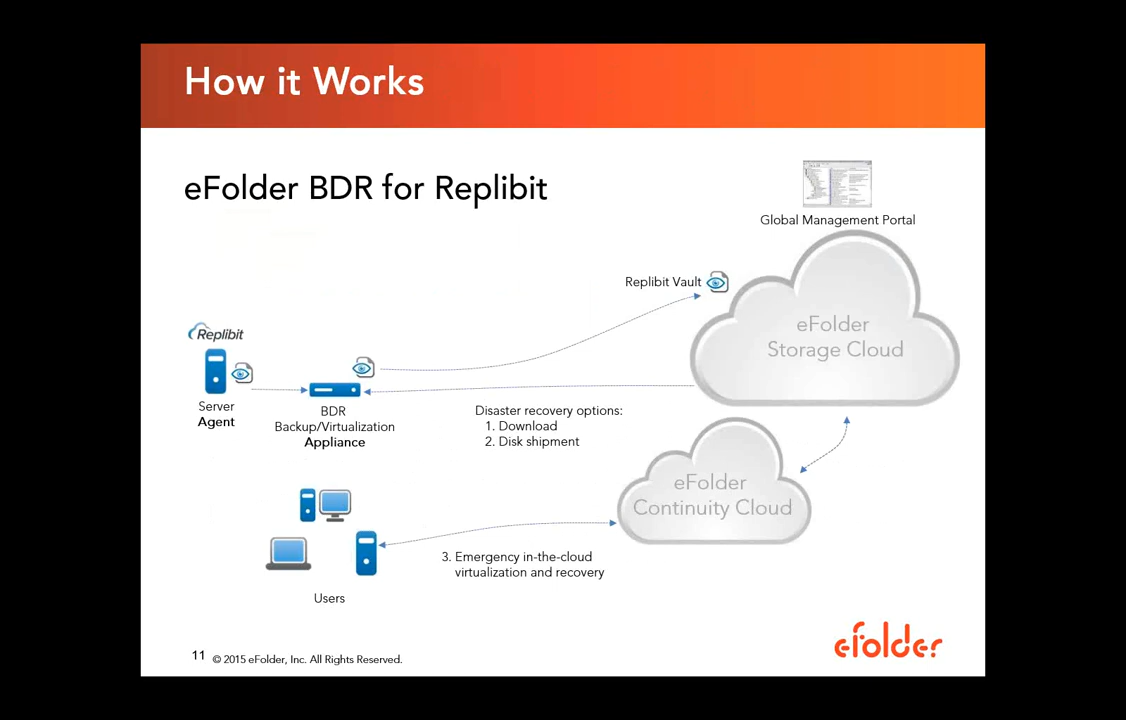 How it Works
eFolder BDR for Replibit
Global Management Portal
Replibit Vault
eFolder
Storage Cloud
Replibit
Server
Agent
BDR
Backup/Virtualization
Appliance
Disaster recovery options:
1. Download
2. Disk shipment
eFolder
Continuity Cloud
3. Emergency in-the-cloud
virtualization and recovery
Users
efolder
11 © 2015 eFolder, Inc. All Rights Reserved.